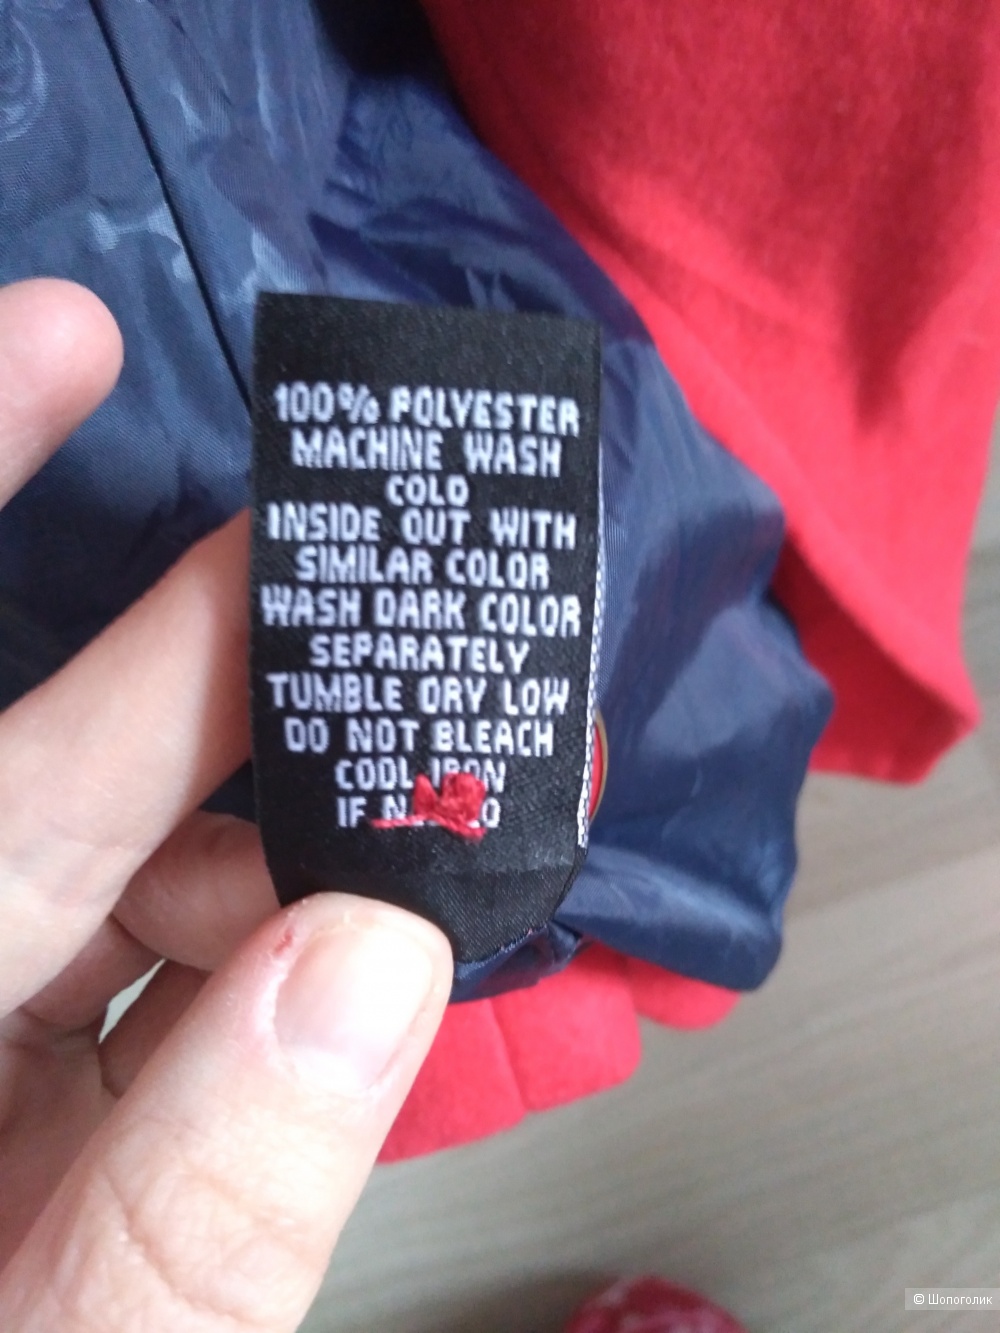 100% POLYESTER
MACHINE WASH
COLD
INSIDE OUT WITH
SIMILAR COLOR
WASH DARK COLOR
SEPARATELY
TUMBLE DRY LOW
DO NOT BLEACH
COOL IRON
IF
© Шопоголик